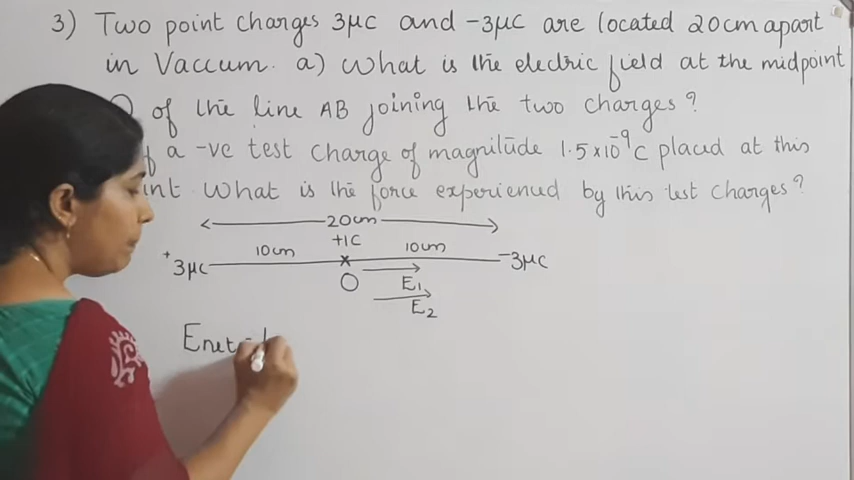 3) Two point charges 3μC and -3μC are located 20cm apart
in Vaccum. a) What is the electric field at the midpoint
O of the line AB joining the two charges?
a -ve test charge of magnitude 1.5×10⁻⁹C placed at this
int. What is the force experienced by this test charges?
20cm
+1C
10cm 10cm
+3μC -3μC
O E₁
E₂
Enet =